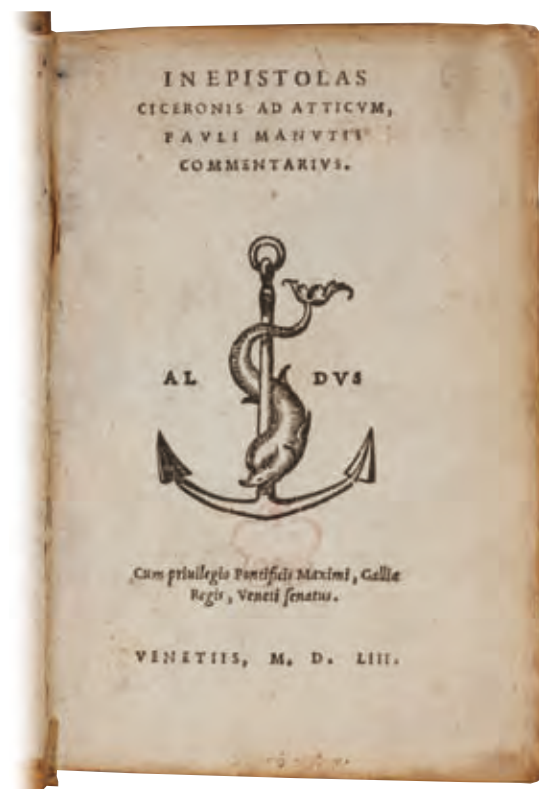 IN EPISTOLAS
CICERONIS AD ATTICVM,
PAVLI MANVTII
COMMENTARIVS.
AL DVS
Cum priuilegio Pontificis Maximi, Galliæ
Regis, Veneti senatus.
VENETIIS, M. D. LIII.